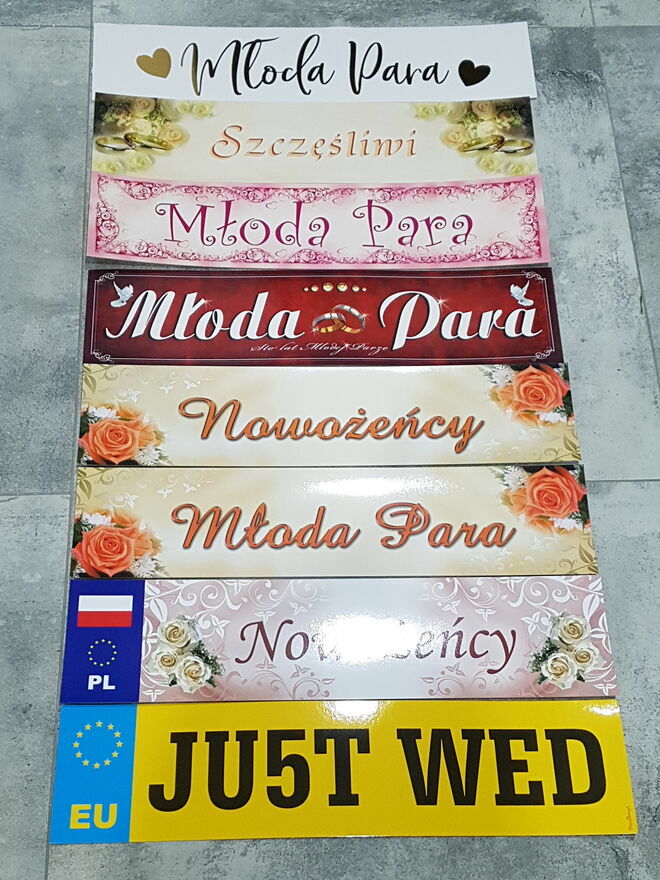 Młoda Para
Szczęśliwi
Młoda Para
Młoda Para
Sto lat Młodej Parze
Nowożeńcy
Młoda Para
PL
Nowożeńcy
EU
JU5T WED